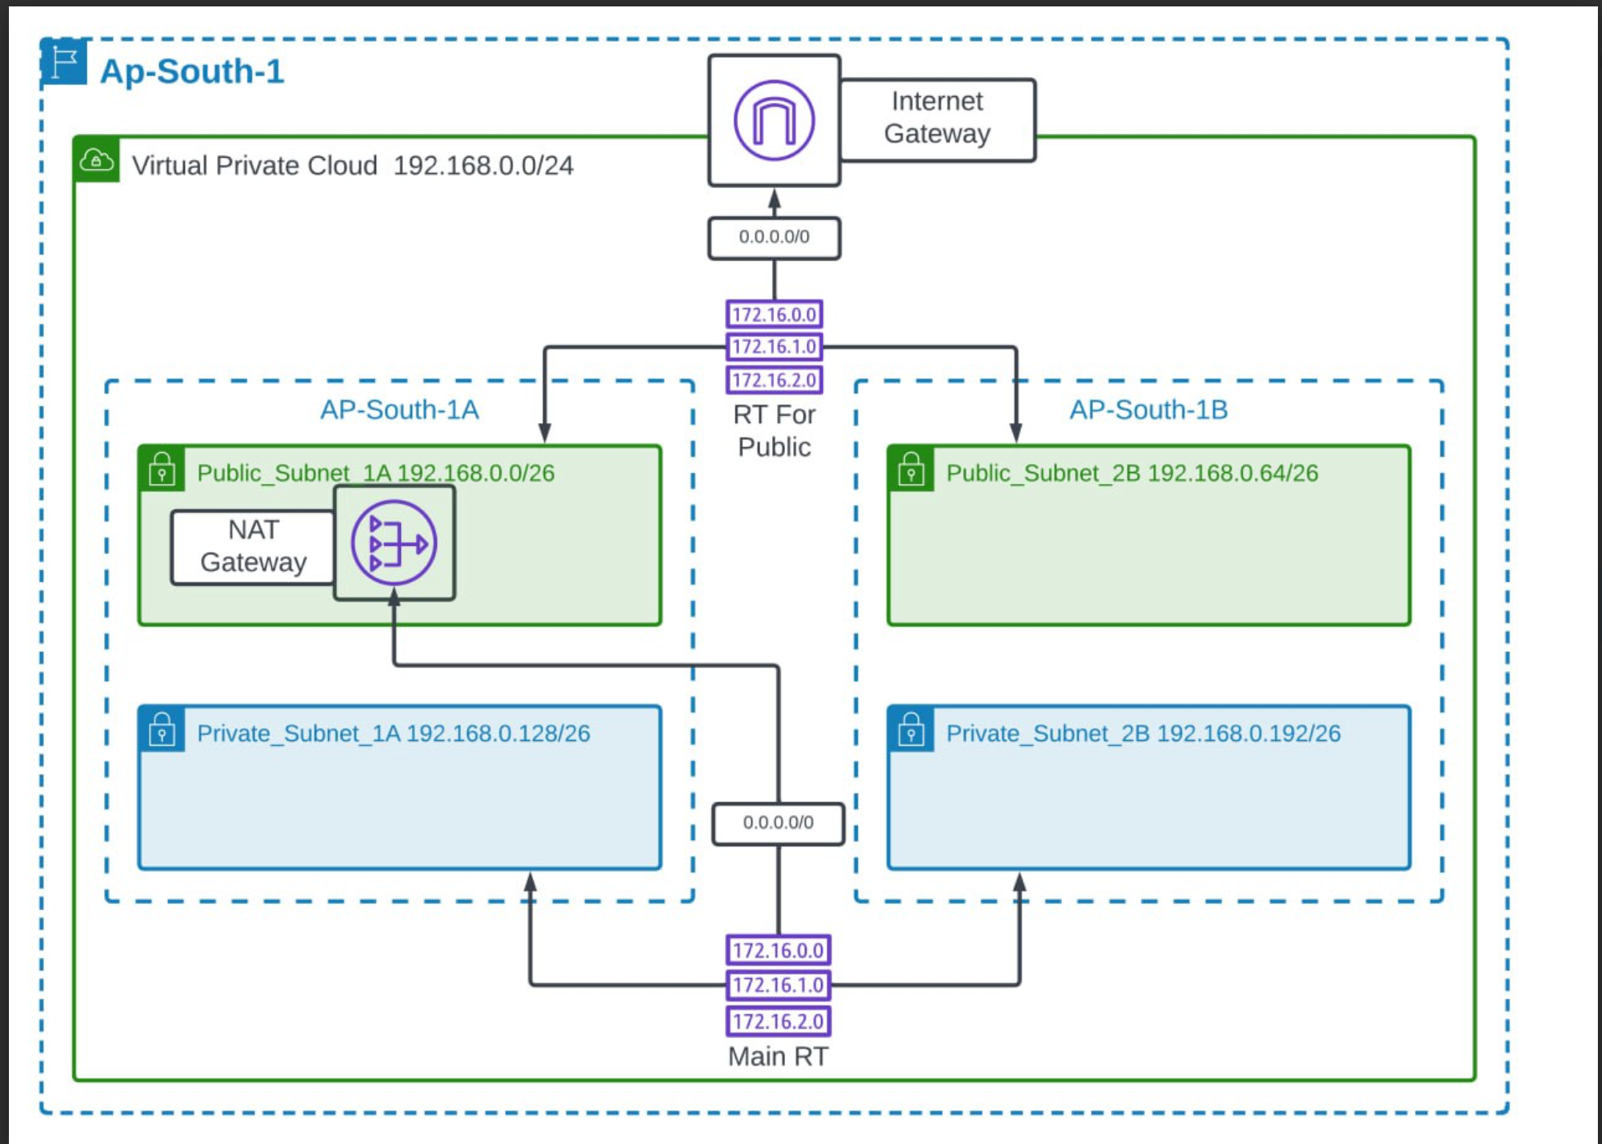 Ap-South-1
Internet
Gateway
Virtual Private Cloud 192.168.0.0/24
0.0.0.0/0
172.16.0.0
172.16.1.0
172.16.2.0
RT For
Public
AP-South-1A
AP-South-1B
Public_Subnet_1A 192.168.0.0/26
NAT
Gateway
Public_Subnet_2B 192.168.0.64/26
Private_Subnet_1A 192.168.0.128/26
Private_Subnet_2B 192.168.0.192/26
0.0.0.0/0
172.16.0.0
172.16.1.0
172.16.2.0
Main RT